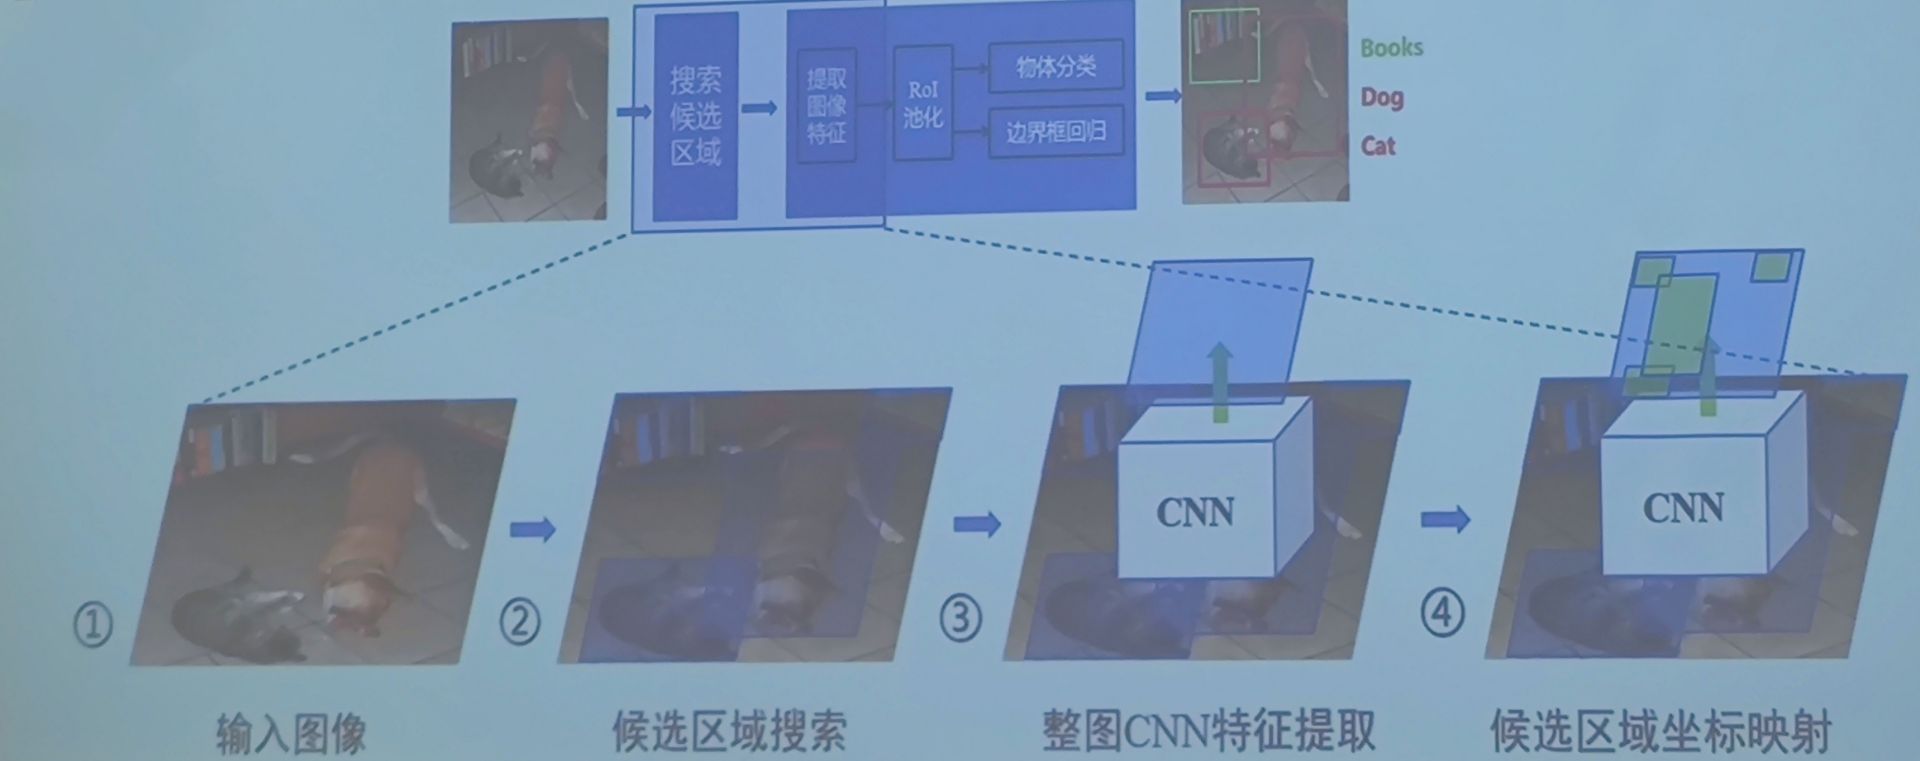 搜索
候选
区域
提取
图像
特征
RoI
池化
物体分类
边界框回归
Books
Dog
Cat
CNN
CNN
①
②
③
④
输入图像
候选区域搜索
整图CNN特征提取
候选区域坐标映射